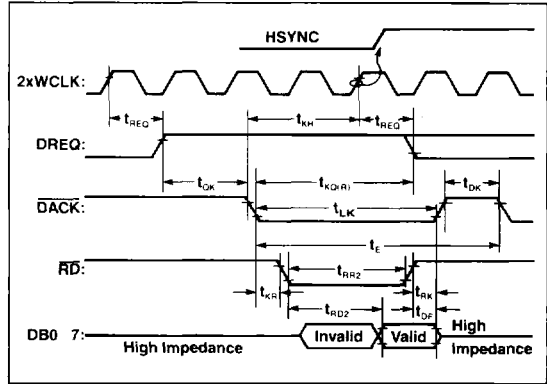 HSYNC
2xWCLK:
tREQ tKH tREQ
DREQ:
tQK tKQ(R) tDK
DACK: tLK
tE
RD: tRR2
tKR tRK
tRD2 tDF
DB0 7: Invalid Valid High
High Impedance Impedance